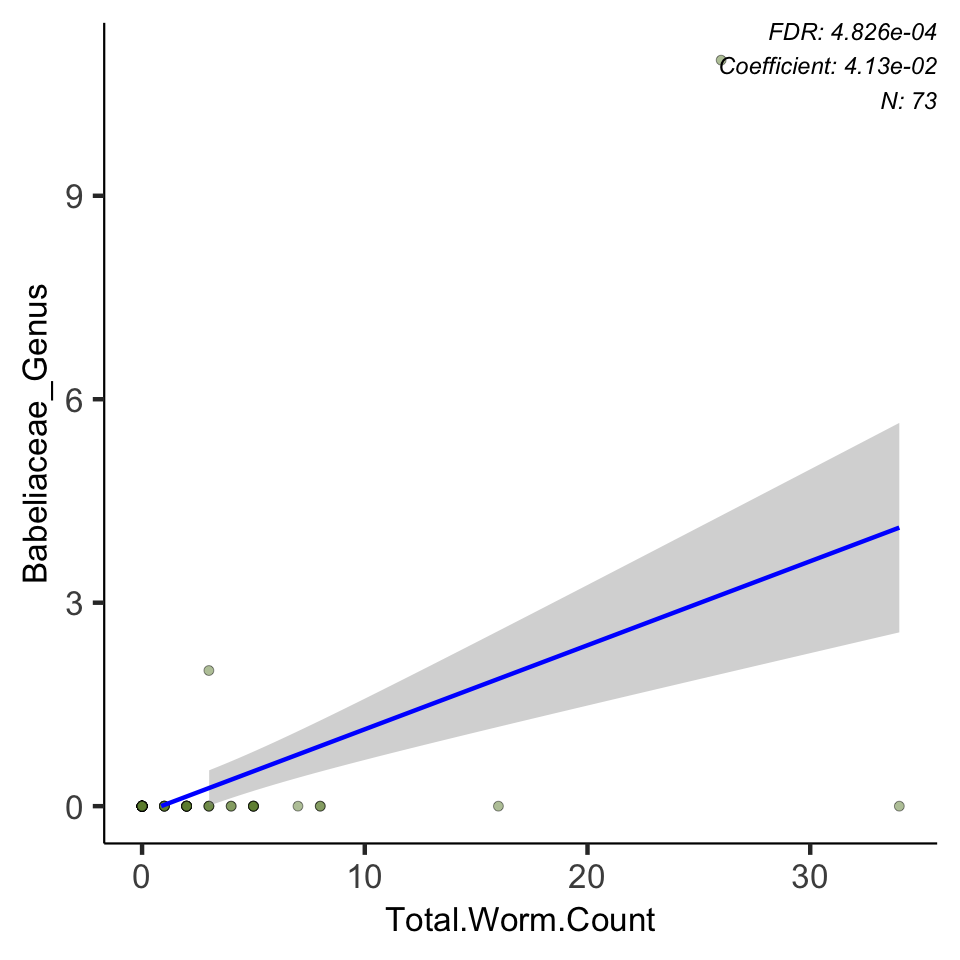 FDR: 4.826e-04
Coefficient: 4.13e-02
N: 73
Babeliaceae_Genus
9
6
3
0
0 10 20 30
Total.Worm.Count